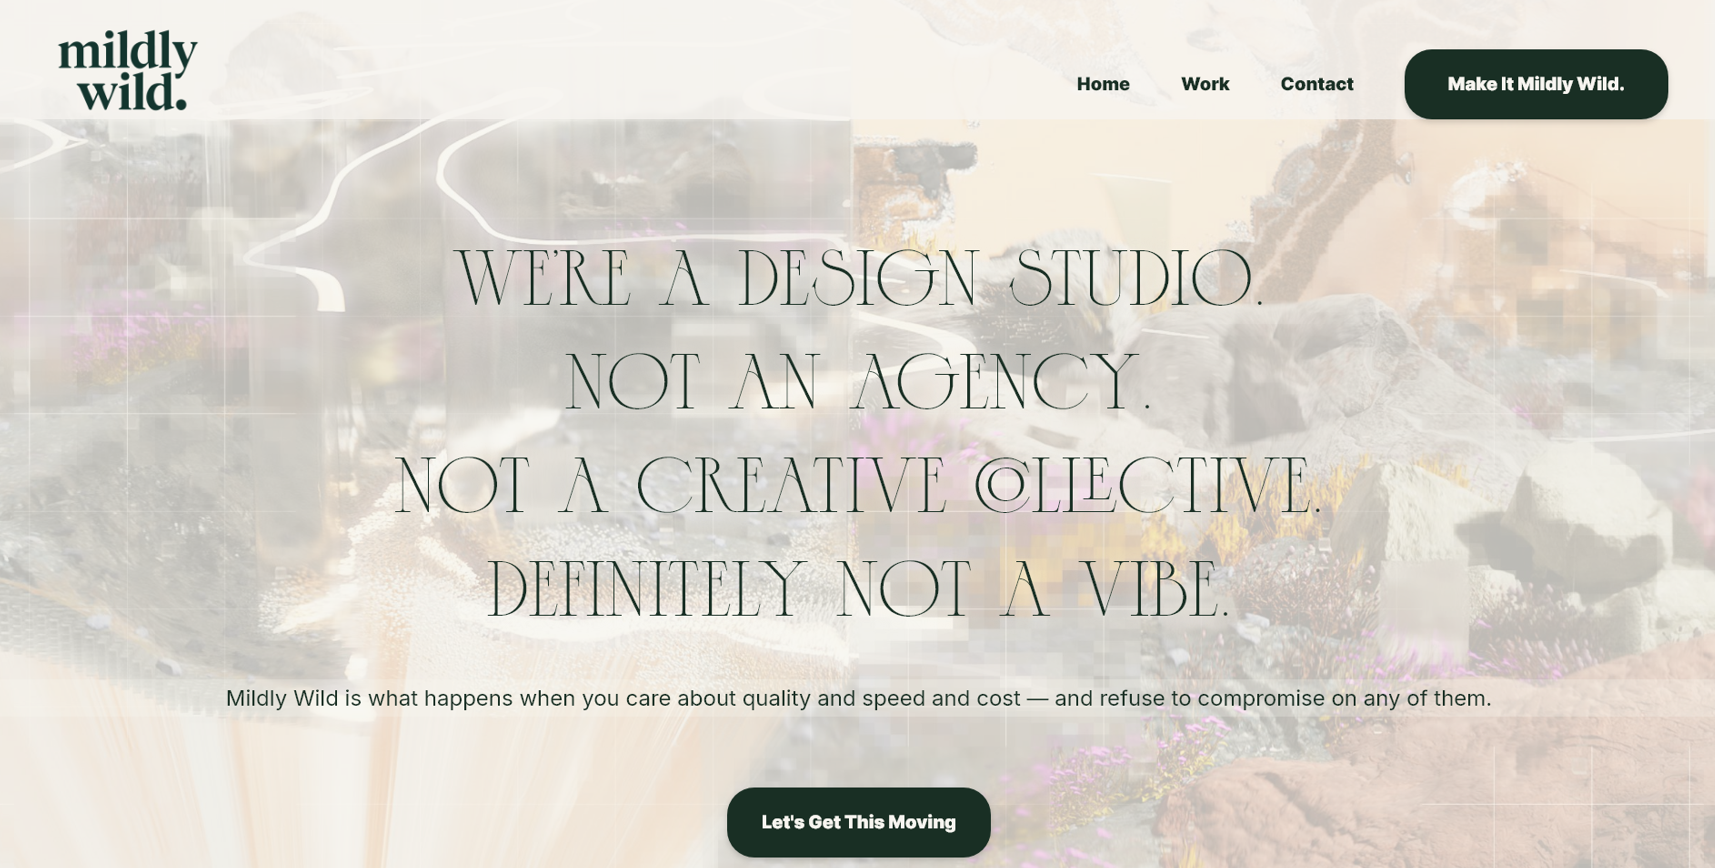 mildly
wild.
Home Work Contact Make It Mildly Wild.
WE'RE A DESIGN STUDIO.
NOT AN AGENCY.
NOT A CREATIVE COLLECTIVE.
DEFINITELY NOT A VIBE.
Mildly Wild is what happens when you care about quality and speed and cost — and refuse to compromise on any of them.
Let's Get This Moving